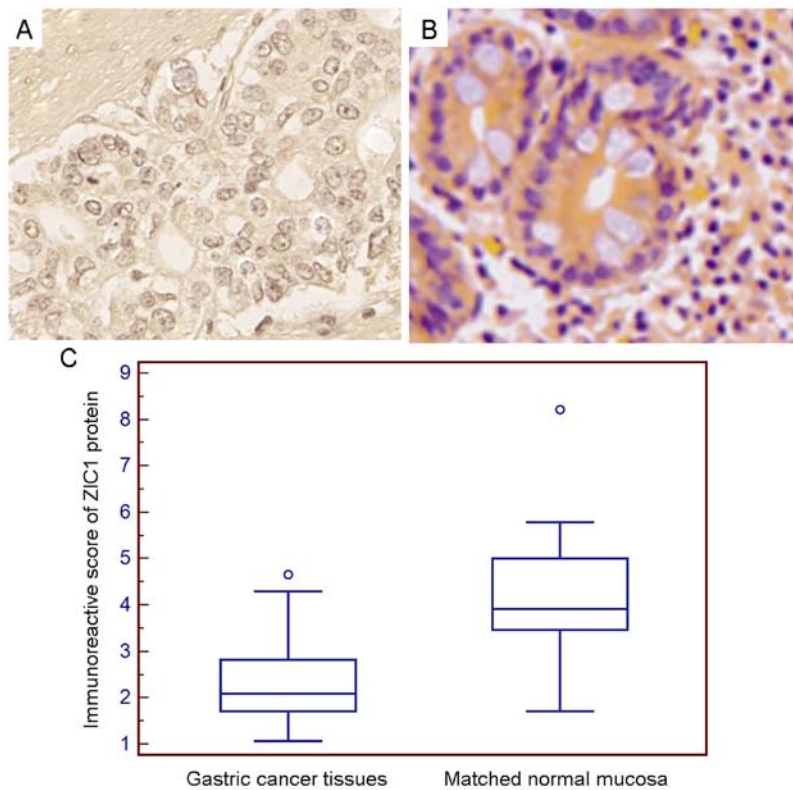 A
B
C
Immunoreactive score of ZIC1 protein
9
8
7
6
5
4
3
2
1
Gastric cancer tissues
Matched normal mucosa